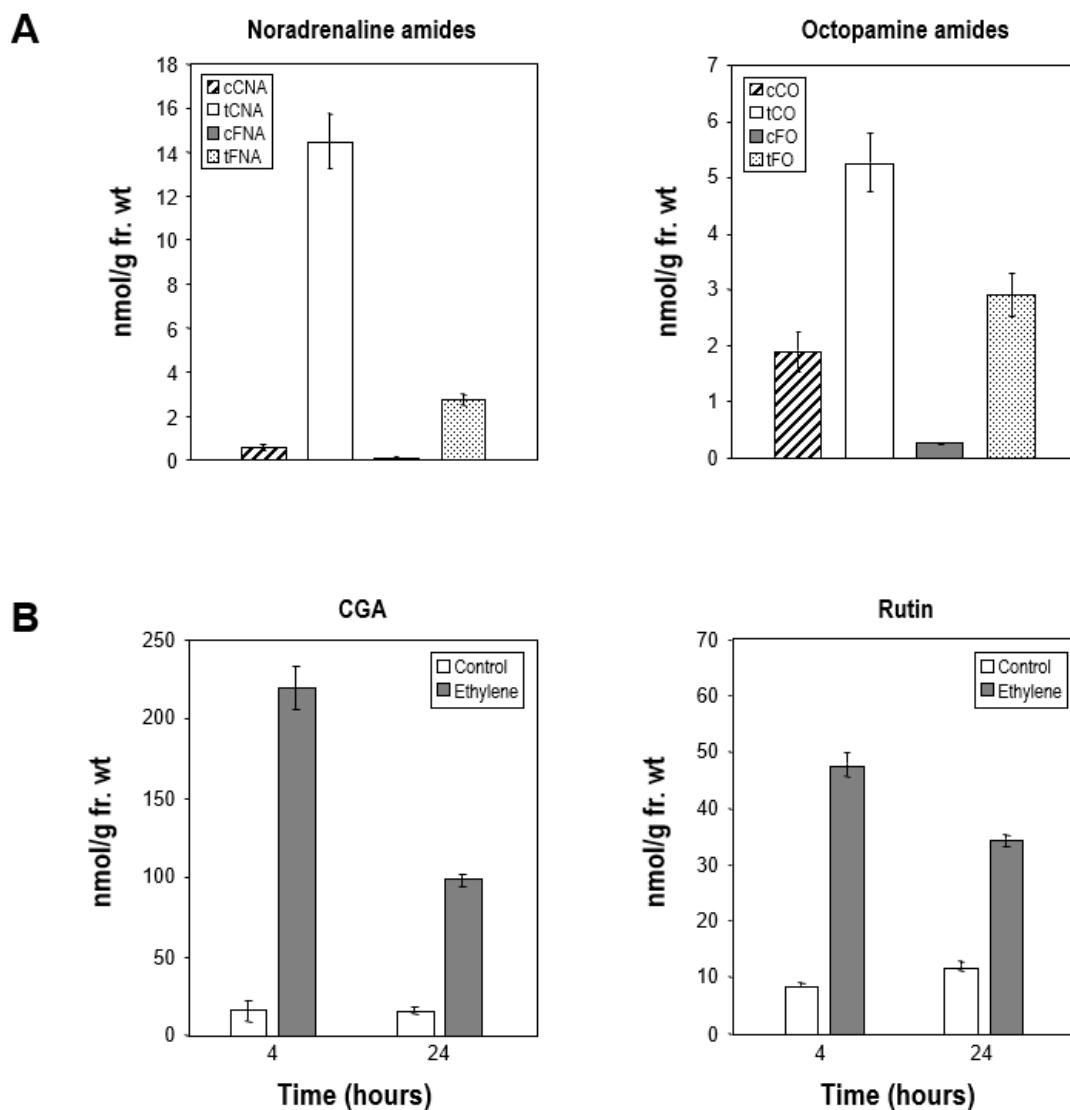 A
Noradrenaline amides
Octopamine amides
nmol/g fr. wt
18
16
14
12
10
8
6
4
2
0
cCNA
tCNA
cFNA
tFNA
nmol/g fr. wt
7
6
5
4
3
2
1
0
cCO
tCO
cFO
tFO
B
CGA
Rutin
nmol/g fr. wt
250
200
150
100
50
0
Control
Ethylene
4 24
Time (hours)
nmol/g fr. wt
70
60
50
40
30
20
10
0
Control
Ethylene
4 24
Time (hours)